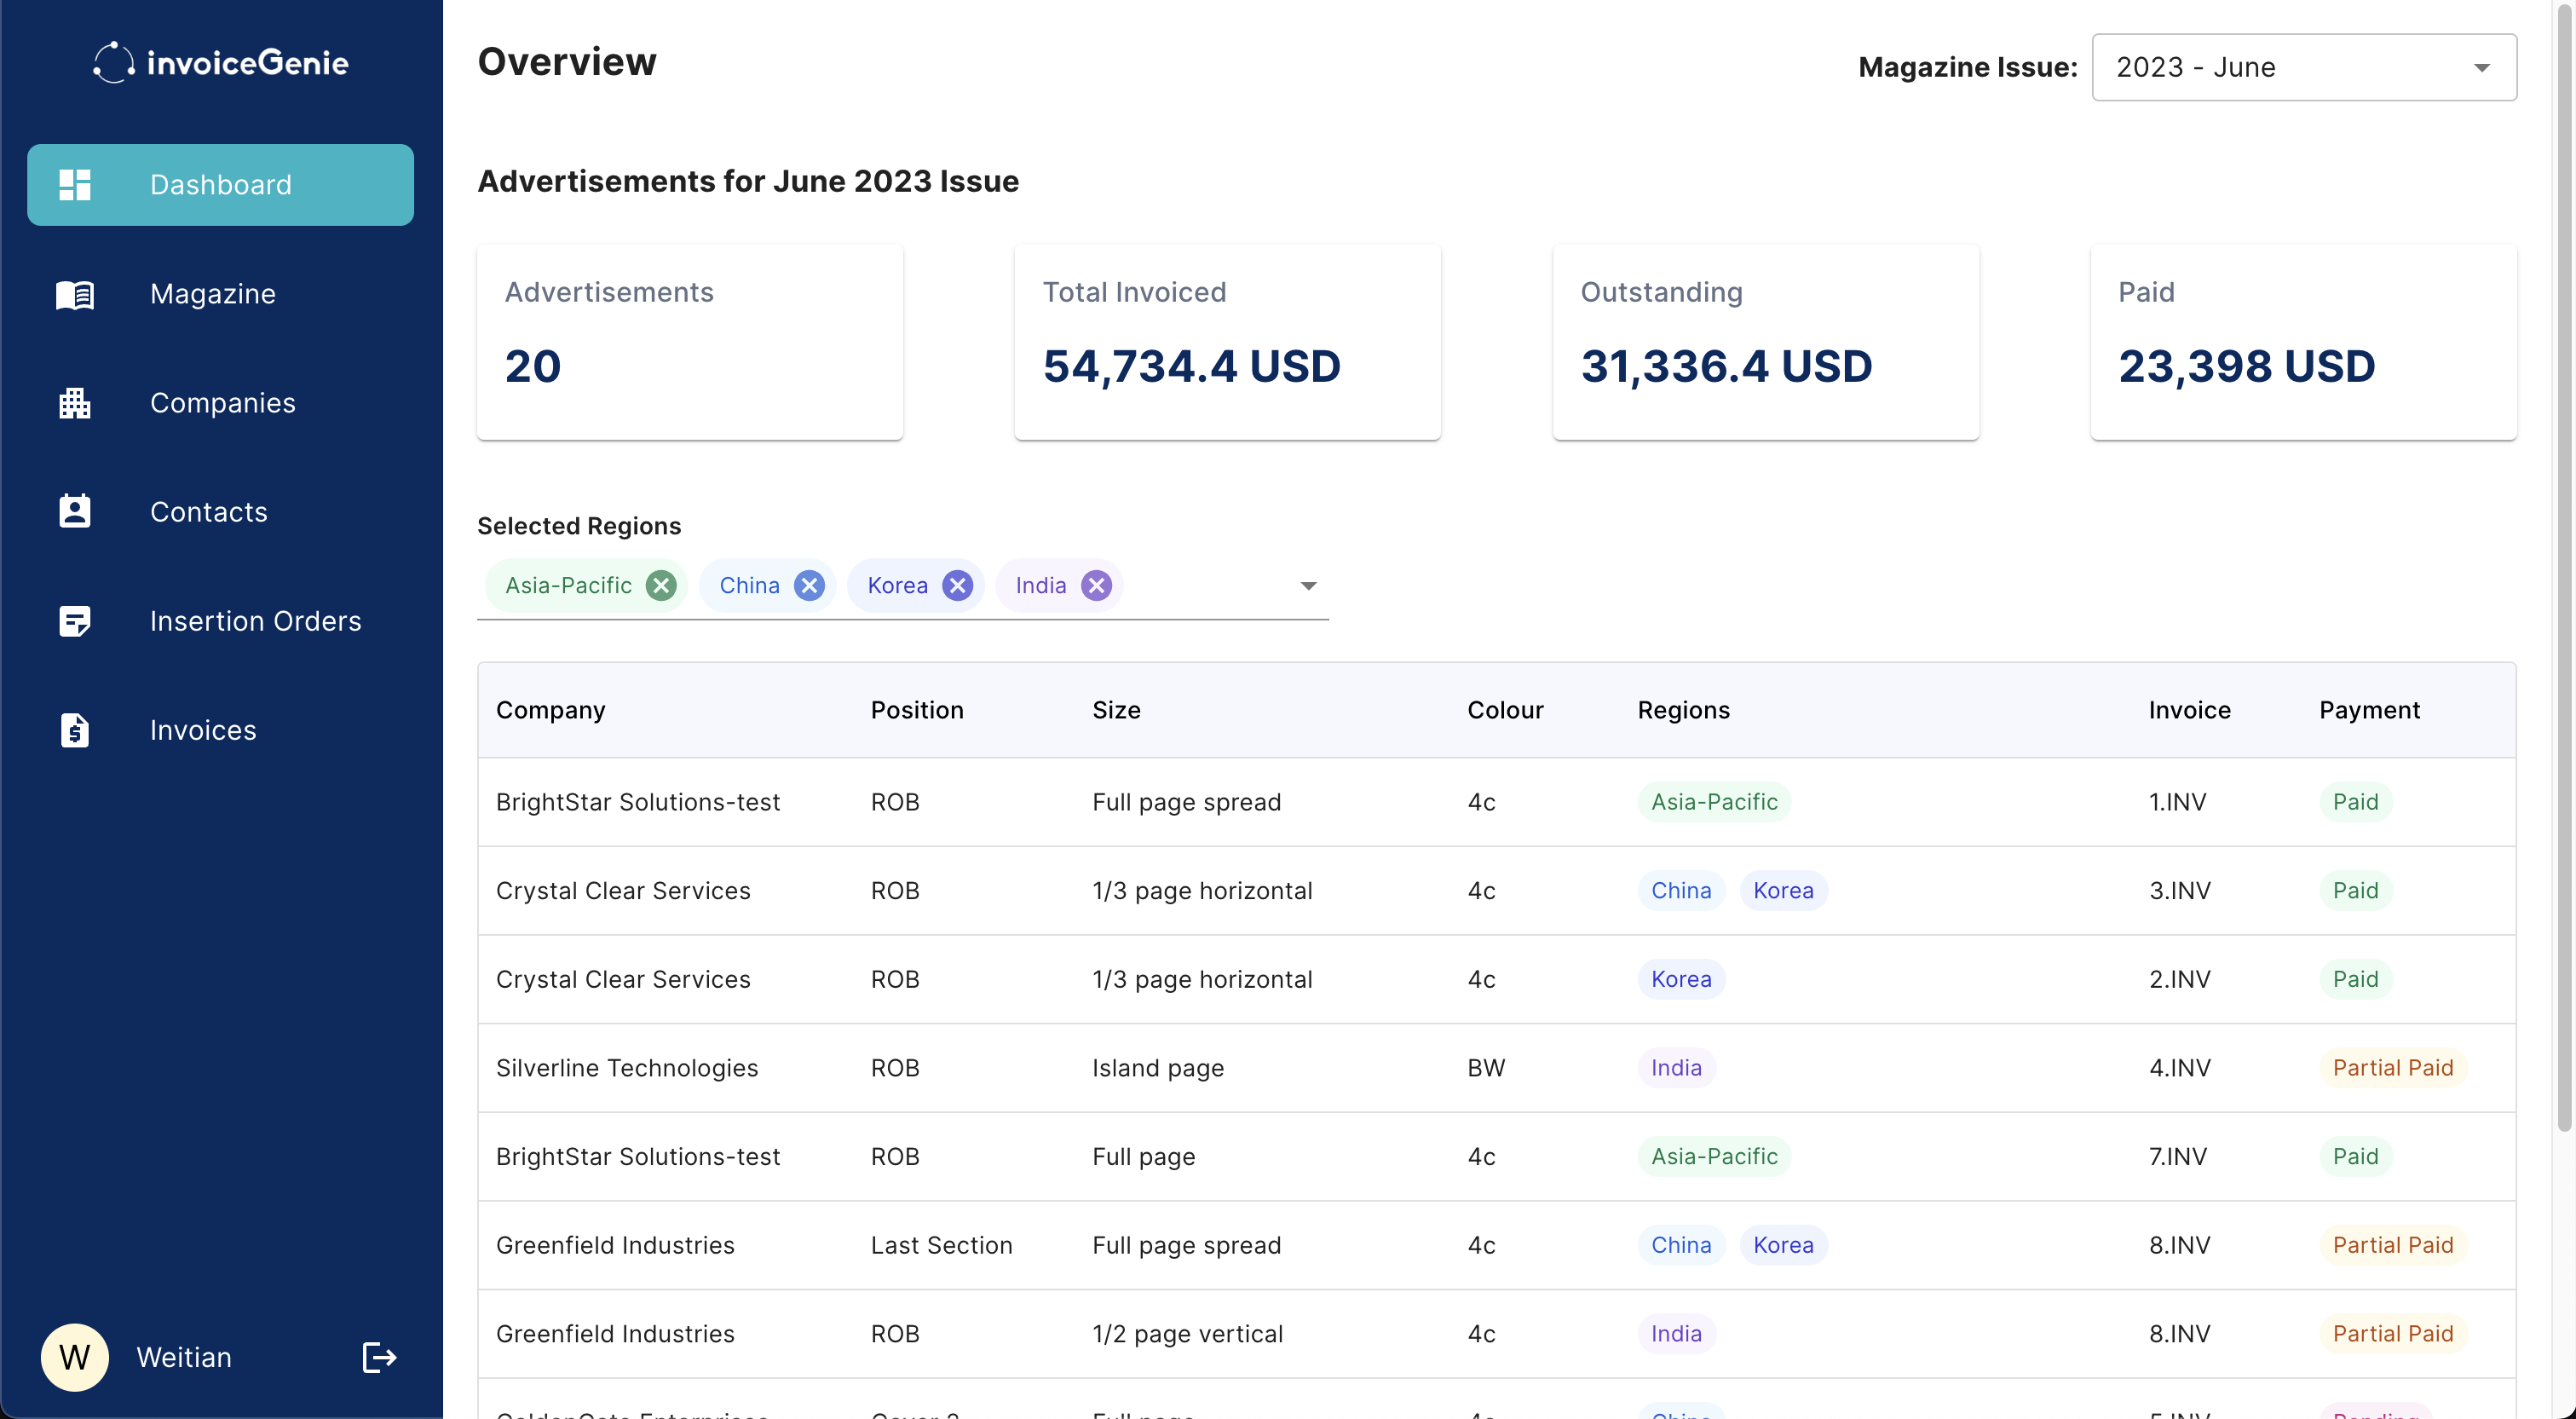 invoiceGenie
Dashboard
Magazine
Companies
Contacts
Insertion Orders
Invoices
W Weitian
Overview
Magazine Issue: 2023 - June
Advertisements for June 2023 Issue
Advertisements
20
Total Invoiced
54,734.4 USD
Outstanding
31,336.4 USD
Paid
23,398 USD
Selected Regions
Asia-Pacific China Korea India
Company Position Size Colour Regions Invoice Payment
BrightStar Solutions-test ROB Full page spread 4c Asia-Pacific 1.INV Paid
Crystal Clear Services ROB 1/3 page horizontal 4c China Korea 3.INV Paid
Crystal Clear Services ROB 1/3 page horizontal 4c Korea 2.INV Paid
Silverline Technologies ROB Island page BW India 4.INV Partial Paid
BrightStar Solutions-test ROB Full page 4c Asia-Pacific 7.INV Paid
Greenfield Industries Last Section Full page spread 4c China Korea 8.INV Partial Paid
Greenfield Industries ROB 1/2 page vertical 4c India 8.INV Partial Paid